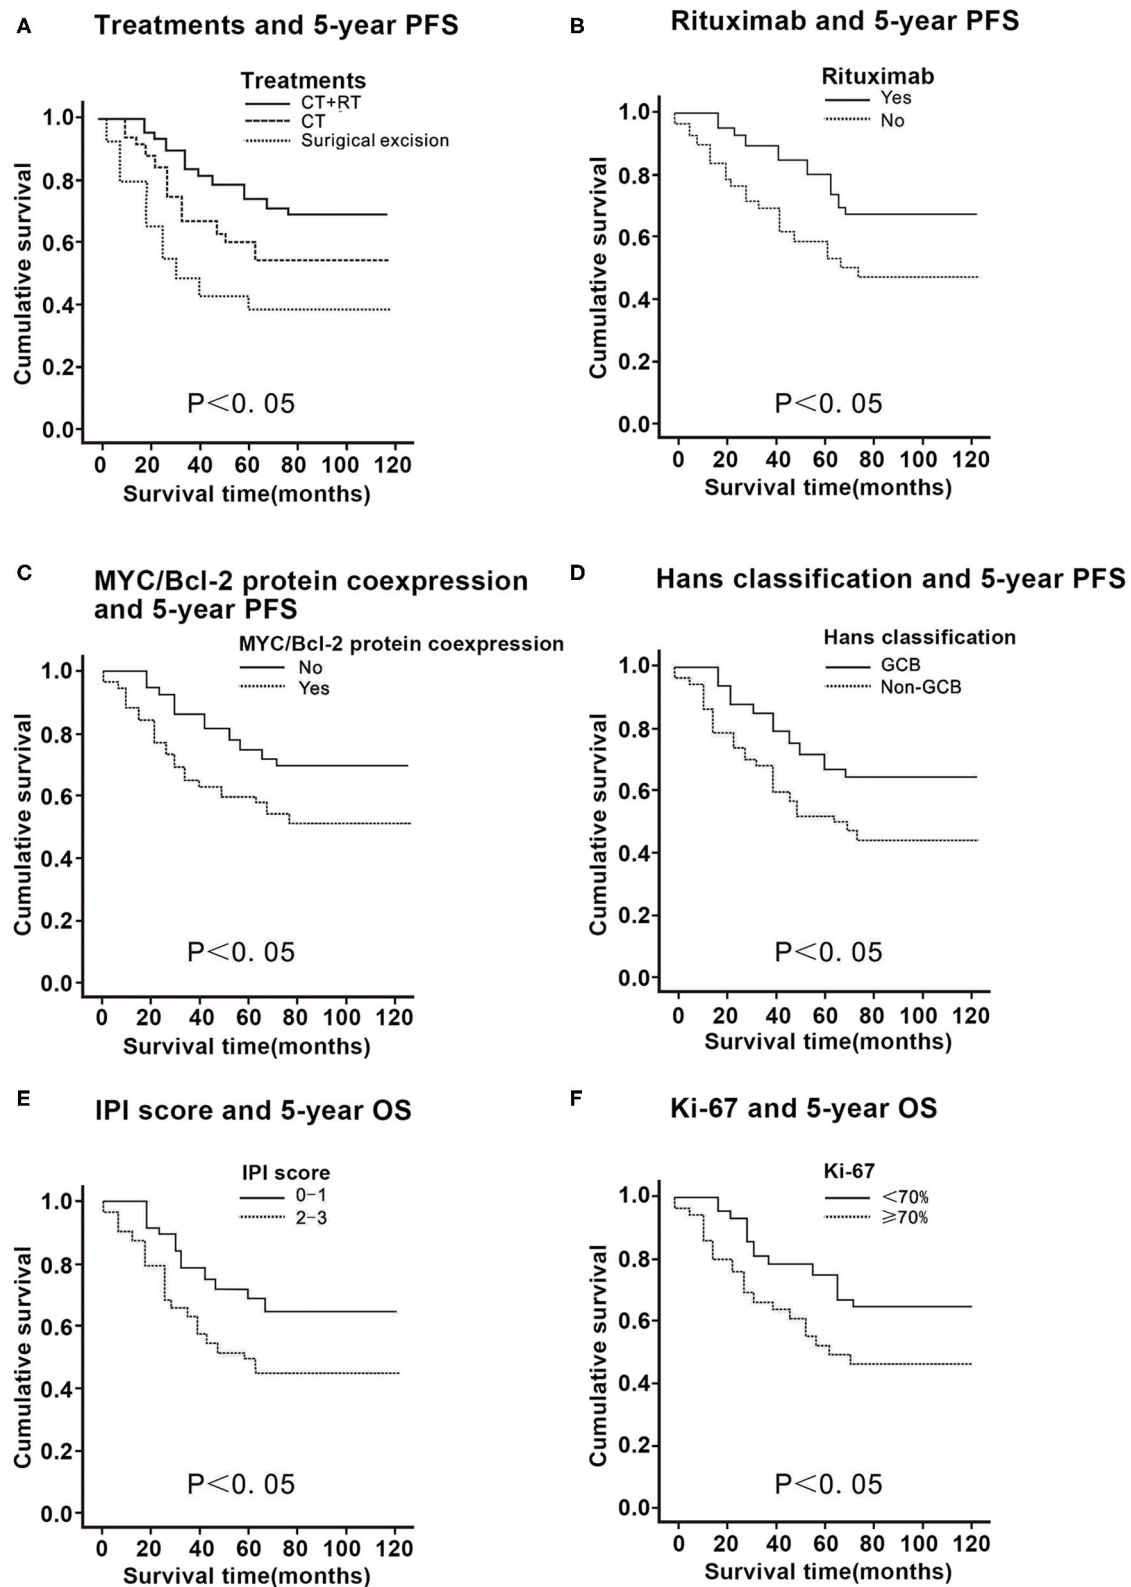 A
Treatments and 5-year PFS
Treatments
CT+RT
CT
Surigical excision
Cumulative survival
1.0
0.8
0.6
0.4
0.2
0.0
P<0. 05
0 20 40 60 80 100 120
Survival time(months)
B
Rituximab and 5-year PFS
Rituximab
Yes
No
Cumulative survival
1.0
0.8
0.6
0.4
0.2
0.0
P<0. 05
0 20 40 60 80 100 120
Survival time(months)
C
MYC/Bcl-2 protein coexpression
and 5-year PFS
MYC/Bcl-2 protein coexpression
No
Yes
Cumulative survival
1.0
0.8
0.6
0.4
0.2
0.0
P<0. 05
0 20 40 60 80 100 120
Survival time(months)
D
Hans classification and 5-year PFS
Hans classification
GCB
Non-GCB
Cumulative survival
1.0
0.8
0.6
0.4
0.2
0.0
P<0. 05
0 20 40 60 80 100 120
Survival time(months)
E
IPI score and 5-year OS
IPI score
0-1
2-3
Cumulative survival
1.0
0.8
0.6
0.4
0.2
0.0
P<0. 05
0 20 40 60 80 100 120
Survival time(months)
F
Ki-67 and 5-year OS
Ki-67
<70%
⩾70%
Cumulative survival
1.0
0.8
0.6
0.4
0.2
0.0
P<0. 05
0 20 40 60 80 100 120
Survival time(months)